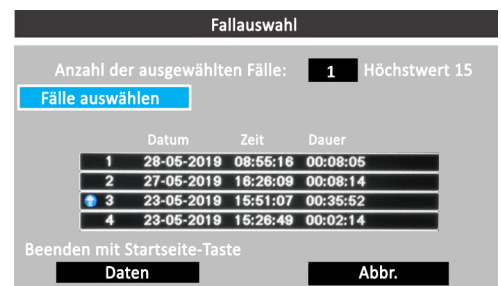 Fallauswahl
Anzahl der ausgewählten Fälle: 1 Höchstwert 15
Fälle auswählen
Datum Zeit Dauer
1 28-05-2019 08:55:16 00:08:05
2 27-05-2019 16:26:09 00:08:14
3 23-05-2019 15:51:07 00:35:52
4 23-05-2019 15:26:49 00:02:14
Beenden mit Startseite-Taste
Daten Abbr.